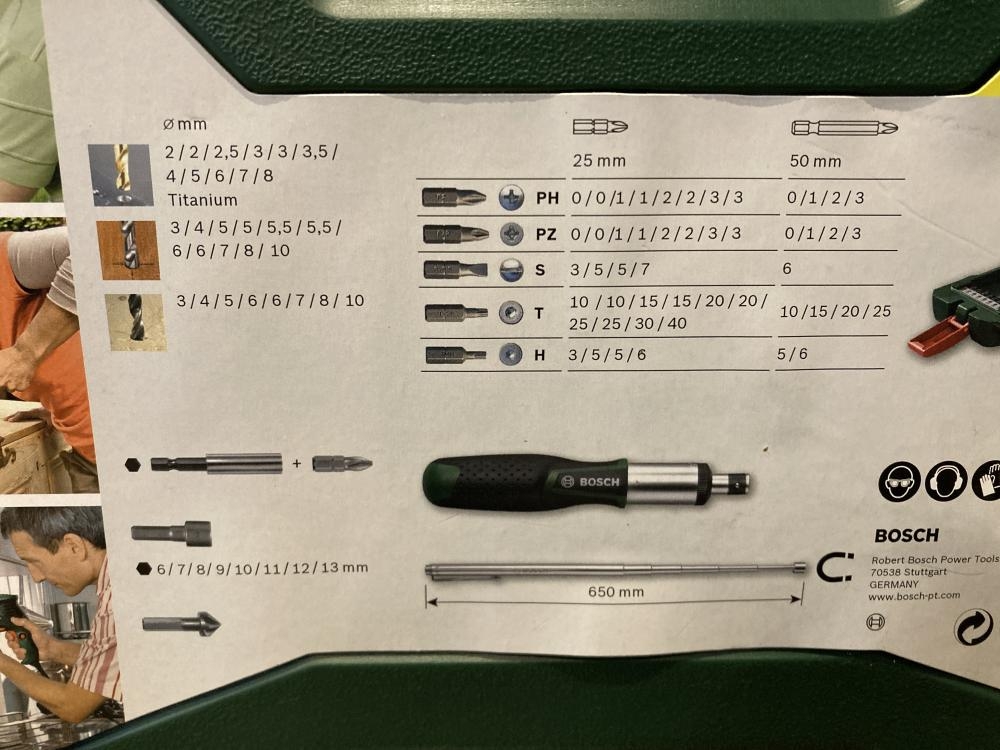 Ø mm
2 / 2 / 2,5 / 3 / 3 / 3,5 /
4 / 5 / 6 / 7 / 8
Titanium
3 / 4 / 5 / 5 / 5,5 / 5,5 /
6 / 6 / 7 / 8 / 10
3 / 4 / 5 / 6 / 6 / 7 / 8 / 10
25 mm 50 mm
PH 0 / 0 / 1 / 1 / 2 / 2 / 3 / 3 0 / 1 / 2 / 3
PZ 0 / 0 / 1 / 1 / 2 / 2 / 3 / 3 0 / 1 / 2 / 3
S 3 / 5 / 5 / 7 6
T 10 / 10 / 15 / 15 / 20 / 20 /
25 / 25 / 30 / 40 10 / 15 / 20 / 25
H 3 / 5 / 5 / 6 5 / 6
+
BOSCH
6 / 7 / 8 / 9 / 10 / 11 / 12 / 13 mm
650 mm
BOSCH
Robert Bosch Power Tools
70538 Stuttgart
GERMANY
www.bosch-pt.com